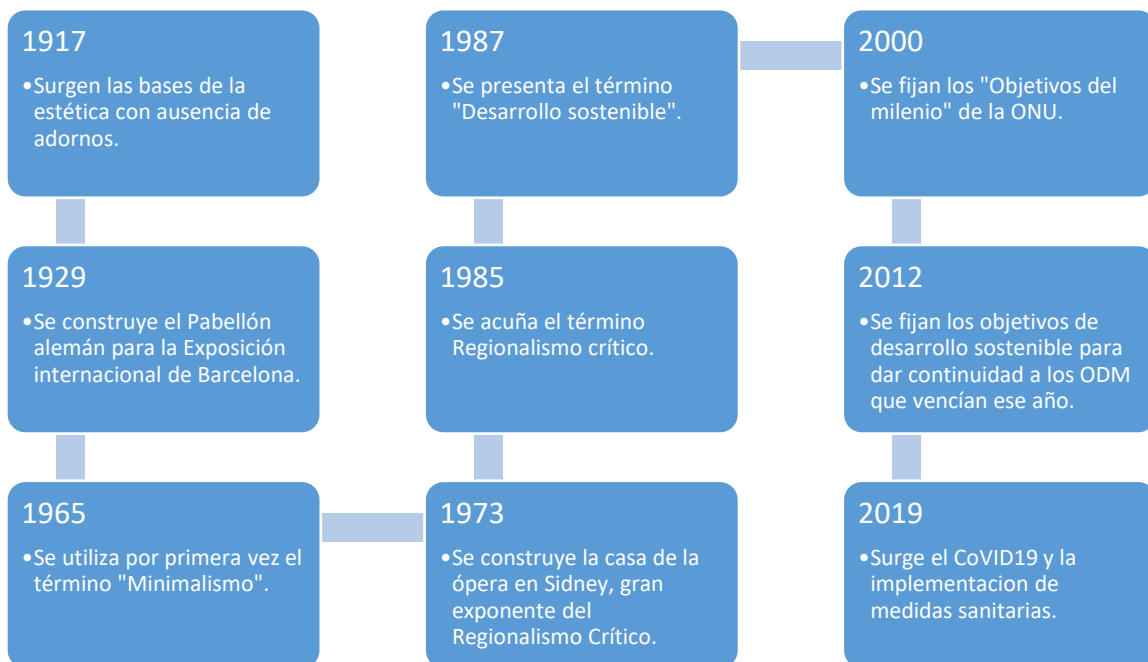 1917
•Surgen las bases de la
estética con ausencia de
adornos.
1929
•Se construye el Pabellón
alemán para la Exposición
internacional de Barcelona.
1965
•Se utiliza por primera vez el
término "Minimalismo".
1973
•Se construye la casa de la
ópera en Sidney, gran
exponente del
Regionalismo Crítico.
1985
•Se acuña el término
Regionalismo crítico.
1987
•Se presenta el término
"Desarrollo sostenible".
2000
•Se fijan los "Objetivos del
milenio" de la ONU.
2012
•Se fijan los objetivos de
desarrollo sostenible para
dar continuidad a los ODM
que vencían ese año.
2019
•Surge el CoVID19 y la
implementacion de
medidas sanitarias.